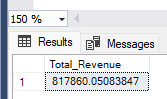 150 %
Results Messages
Total_Revenue
1 817860.05083847